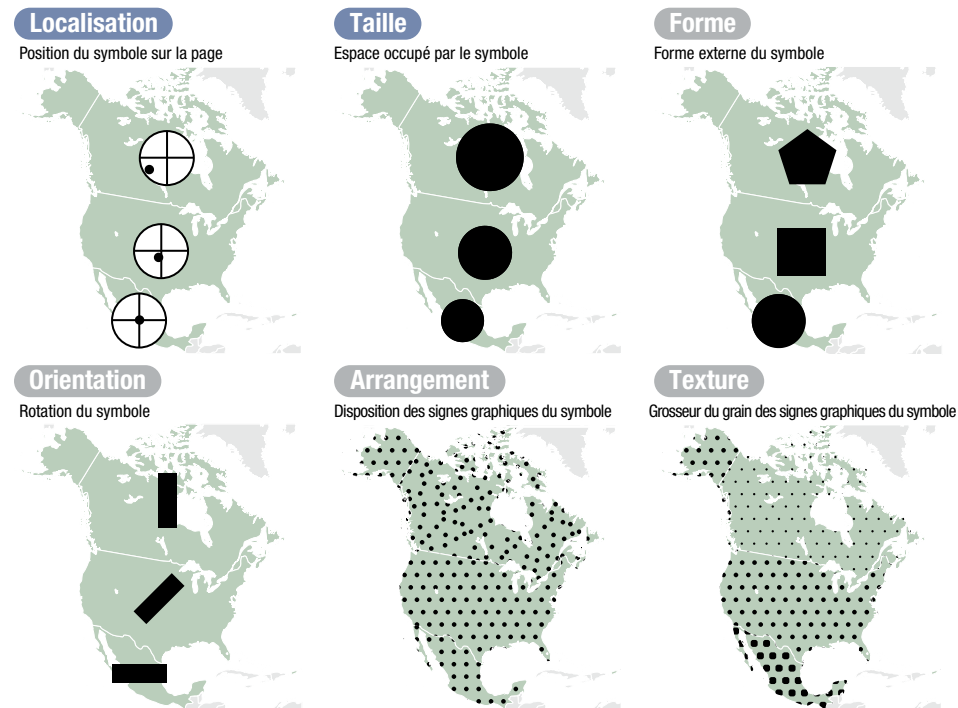 Localisation
Position du symbole sur la page
Taille
Espace occupé par le symbole
Forme
Forme externe du symbole
Orientation
Rotation du symbole
Arrangement
Disposition des signes graphiques du symbole
Texture
Grosseur du grain des signes graphiques du symbole